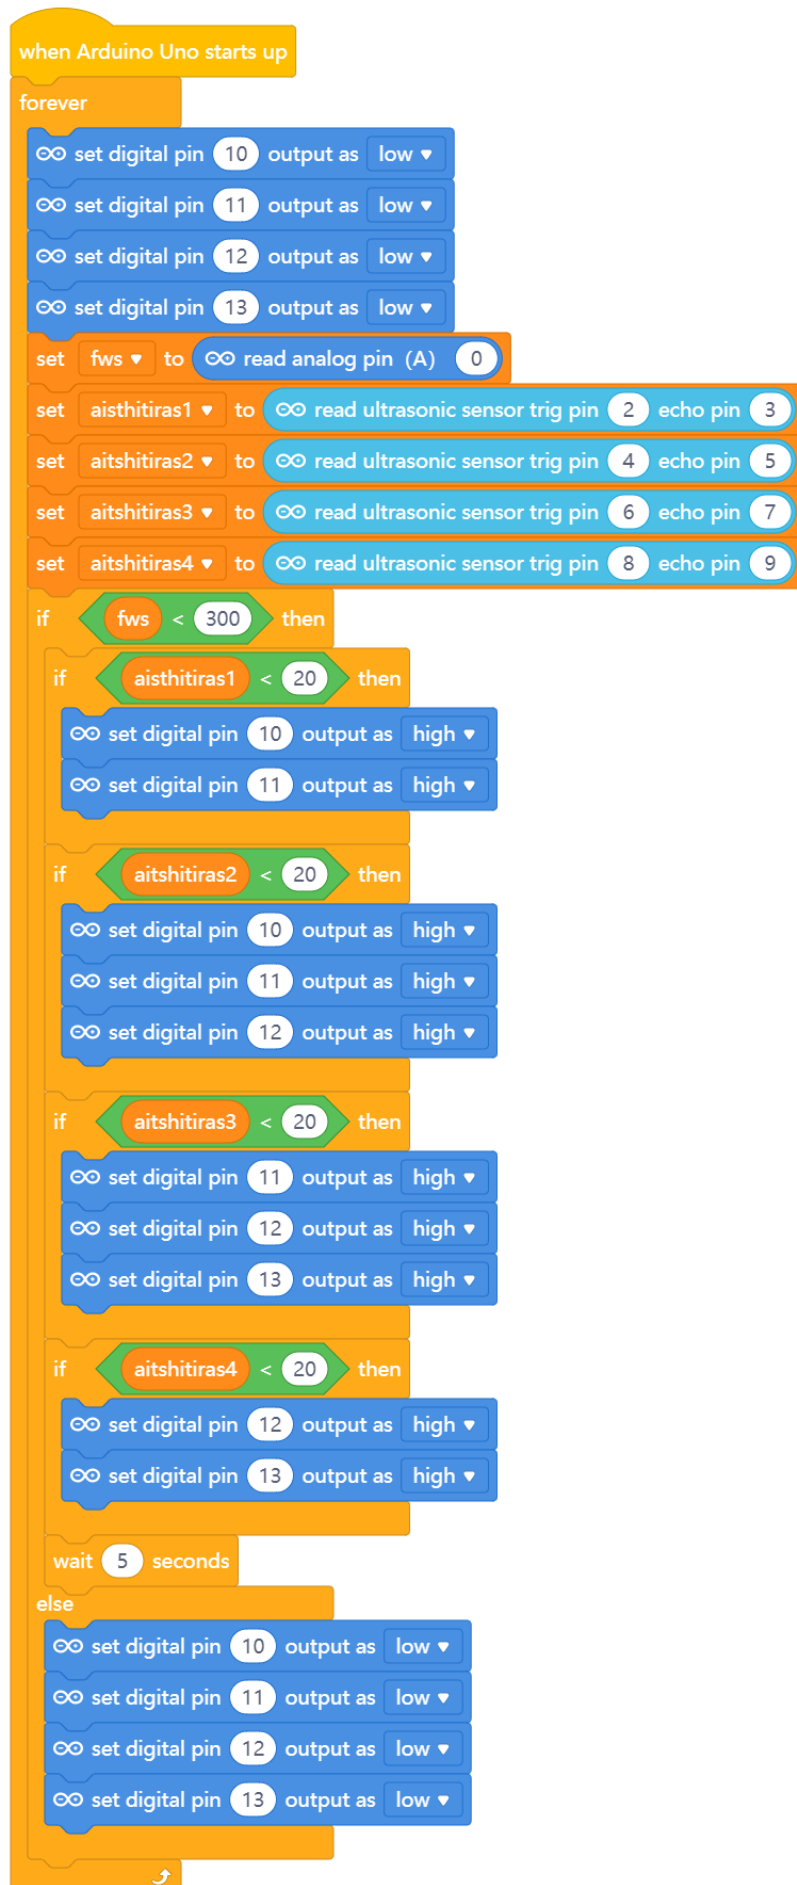 when Arduino Uno starts up
forever
set digital pin 10 output as low
set digital pin 11 output as low
set digital pin 12 output as low
set digital pin 13 output as low
set fws to read analog pin (A) 0
set aisthitiras1 to read ultrasonic sensor trig pin 2 echo pin 3
set aitshitiras2 to read ultrasonic sensor trig pin 4 echo pin 5
set aitshitiras3 to read ultrasonic sensor trig pin 6 echo pin 7
set aitshitiras4 to read ultrasonic sensor trig pin 8 echo pin 9
if fws < 300 then
if aisthitiras1 < 20 then
set digital pin 10 output as high
set digital pin 11 output as high
if aitshitiras2 < 20 then
set digital pin 10 output as high
set digital pin 11 output as high
set digital pin 12 output as high
if aitshitiras3 < 20 then
set digital pin 11 output as high
set digital pin 12 output as high
set digital pin 13 output as high
if aitshitiras4 < 20 then
set digital pin 12 output as high
set digital pin 13 output as high
wait 5 seconds
else
set digital pin 10 output as low
set digital pin 11 output as low
set digital pin 12 output as low
set digital pin 13 output as low